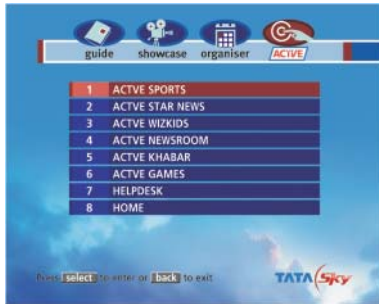 guide showcase organiser ACTIVE
1 ACTVE SPORTS
2 ACTVE STAR NEWS
3 ACTVE WIZKIDS
4 ACTVE NEWSROOM
5 ACTVE KHABAR
6 ACTVE GAMES
7 HELPDESK
8 HOME
Press select to enter or back to exit
TATA Sky